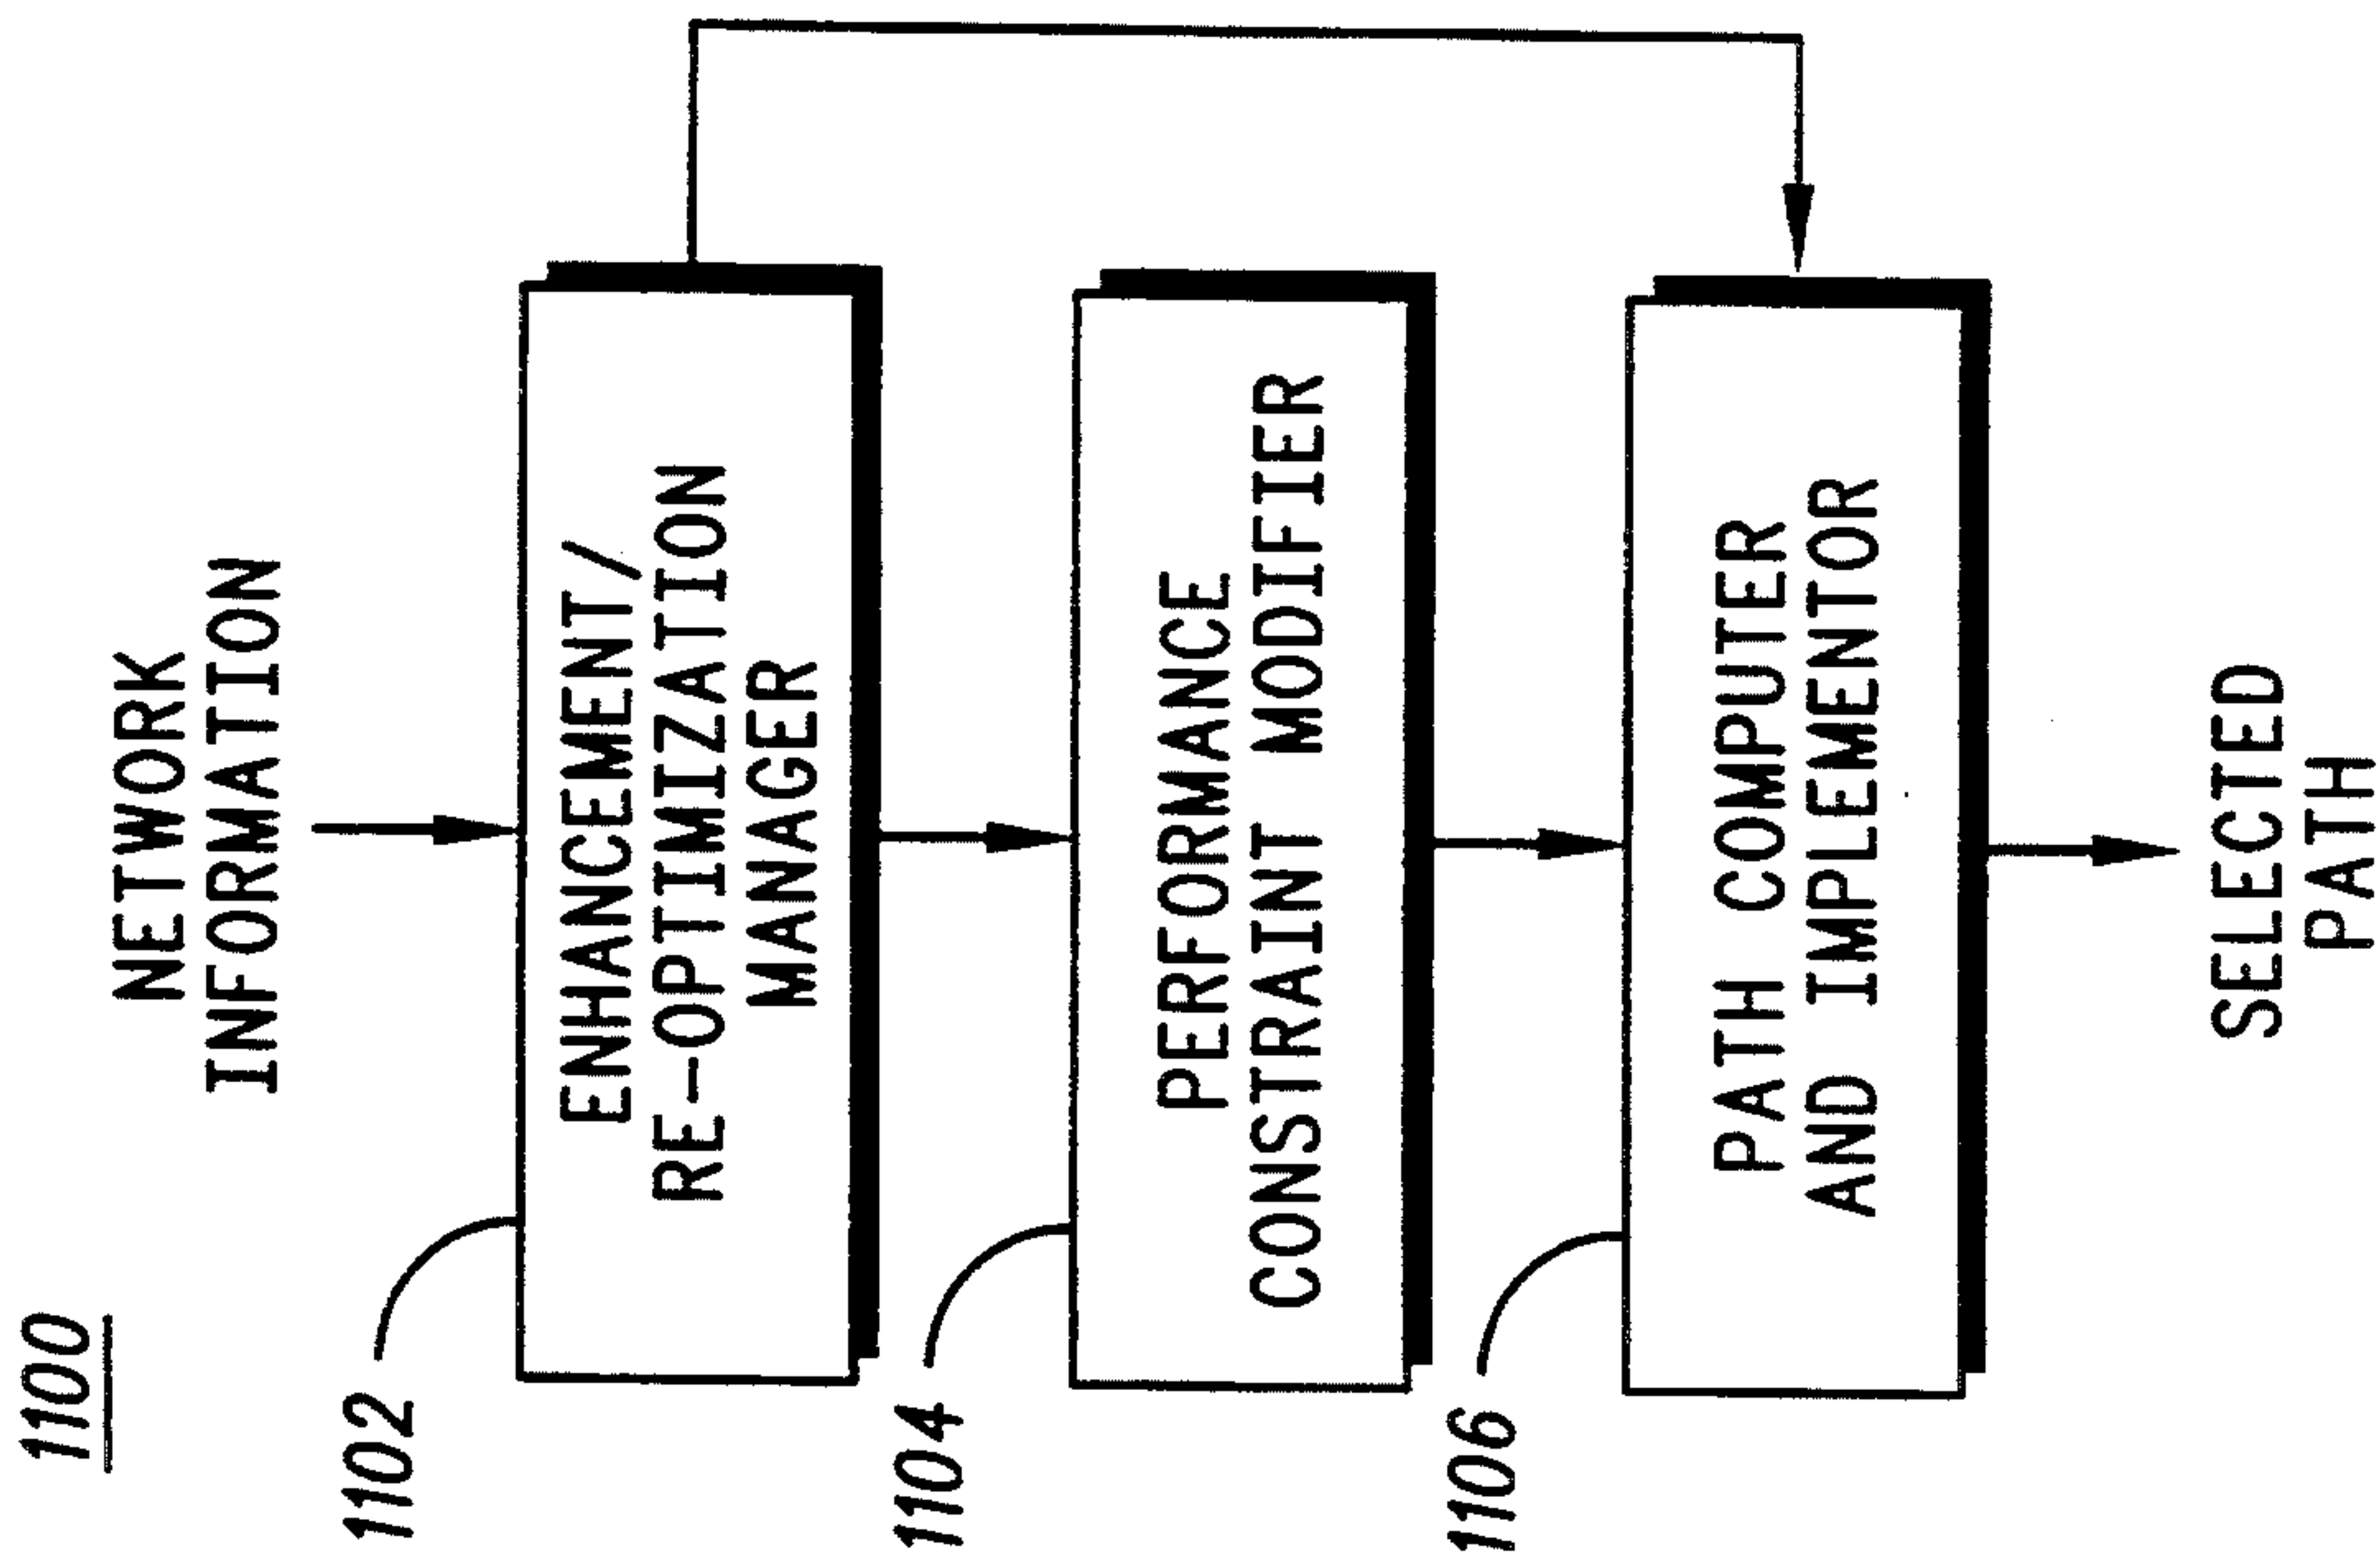 1100
NETWORK
INFORMATION
1102
ENHANCEMENT/
RE-OPTIMIZATION
MANAGER
1104
PERFORMANCE
CONSTRAINT MODIFIER
1106
PATH COMPUTER
AND IMPLEMENTOR
SELECTED
PATH